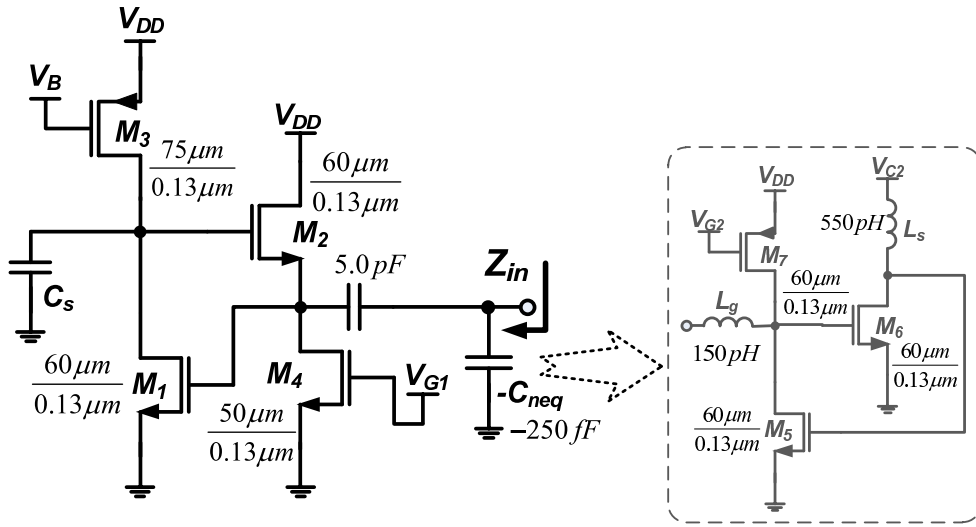 V_DD
V_B
M_3
75μm
0.13μm
C_s
60μm
0.13μm
M_1
V_DD
60μm
0.13μm
M_2
5.0pF
Z_in
M_4
50μm
0.13μm
V_G1
-C_neq
-250fF
V_DD
V_G2
M_7
V_C2
550pH
L_s
60μm
0.13μm
L_g
150pH
M_6
60μm
0.13μm
60μm
0.13μm
M_5